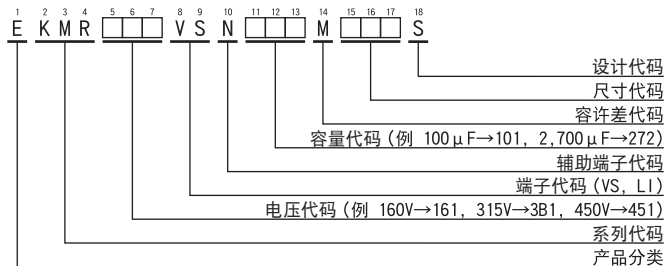 1 2 3 4 5 6 7 8 9 10 11 12 13 14 15 16 17 18
E KMR □□□ VS N □□□ M □□□ S
设计代码
尺寸代码
容许差代码
容量代码(例 100μF→101, 2,700μF→272)
辅助端子代码
端子代码(VS, LI)
电压代码(例 160V→161, 315V→3B1, 450V→451)
系列代码
产品分类